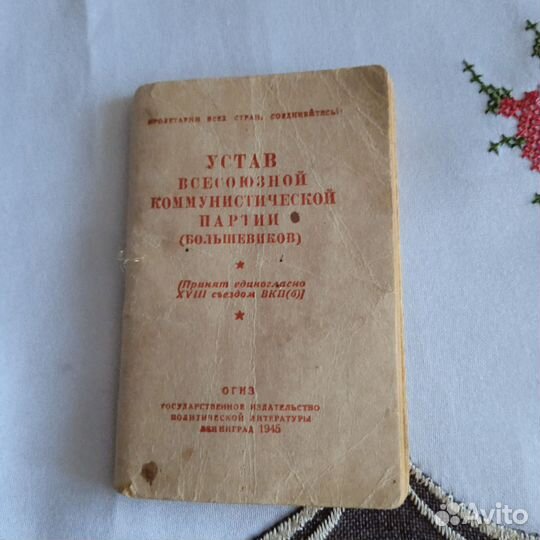 ПРОЛЕТАРИИ ВСЕХ СТРАН, СОЕДИНЯЙТЕСЬ!
УСТАВ
ВСЕСОЮЗНОЙ
КОММУНИСТИЧЕСКОЙ
ПАРТИИ
(БОЛЬШЕВИКОВ)
[Принят единогласно
XVIII съездом ВКП(б)]
ОГИЗ
ГОСУДАРСТВЕННОЕ ИЗДАТЕЛЬСТВО
ПОЛИТИЧЕСКОЙ ЛИТЕРАТУРЫ
ЛЕНИНГРАД 1945
Avito